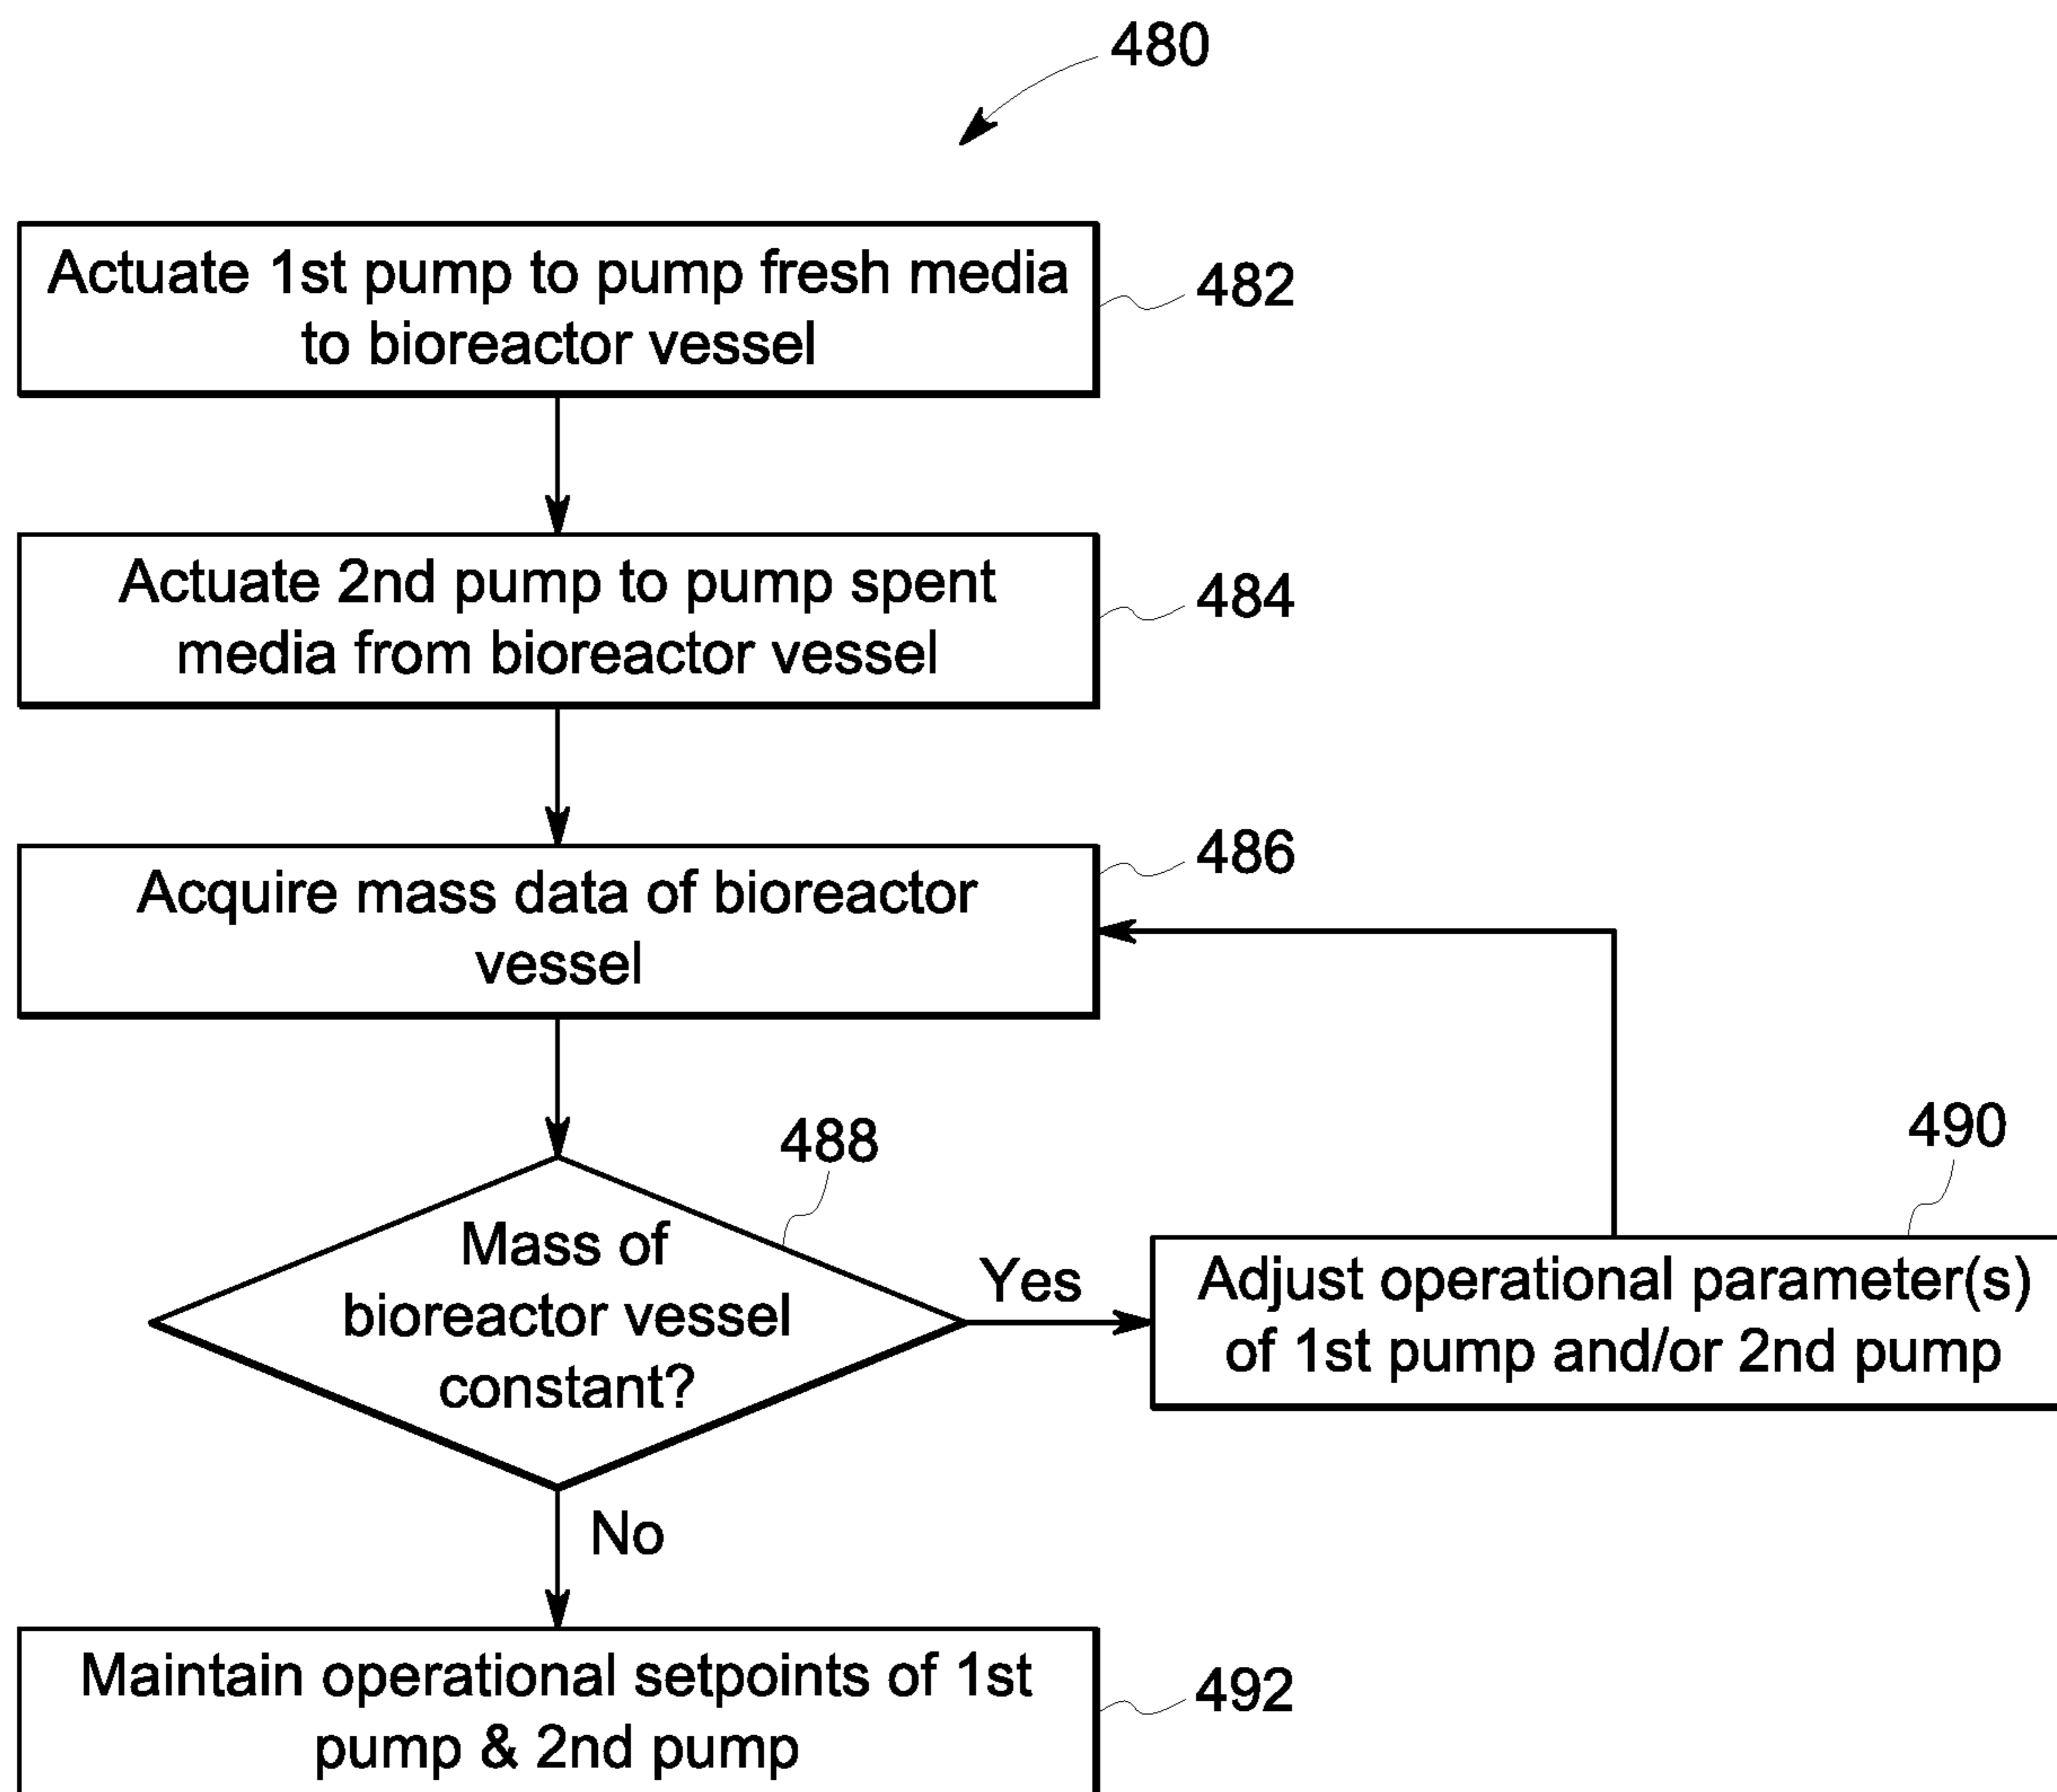 480
Actuate 1st pump to pump fresh media
to bioreactor vessel
482
Actuate 2nd pump to pump spent
media from bioreactor vessel
484
Acquire mass data of bioreactor
vessel
486
488
Mass of
bioreactor vessel
constant?
Yes
490
Adjust operational parameter(s)
of 1st pump and/or 2nd pump
No
Maintain operational setpoints of 1st
pump & 2nd pump
492